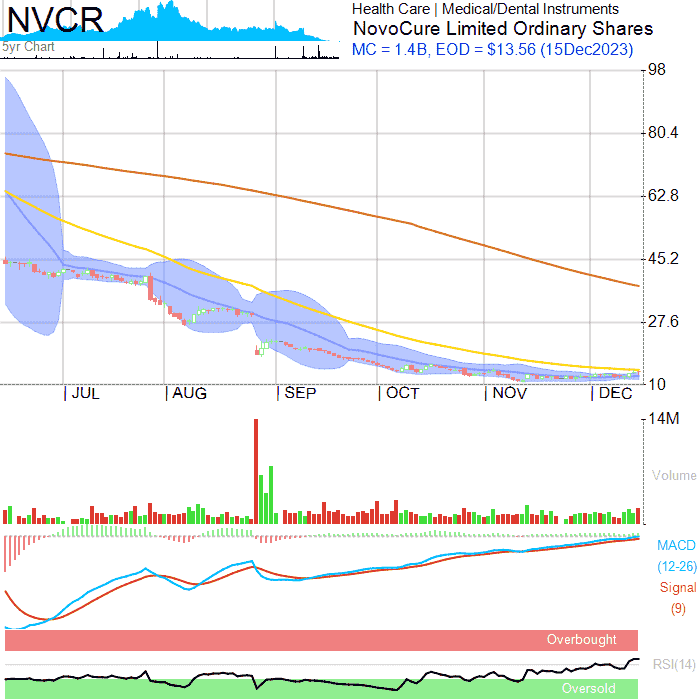 NVCR
5yr Chart
Health Care | Medical/Dental Instruments
NovoCure Limited Ordinary Shares
MC = 1.4B, EOD = $13.56 (15Dec2023)
98
80.4
62.8
45.2
27.6
10
JUL AUG SEP OCT NOV DEC
14M
Volume
MACD
(12-26)
Signal
(9)
Overbought
RSI(14)
Oversold